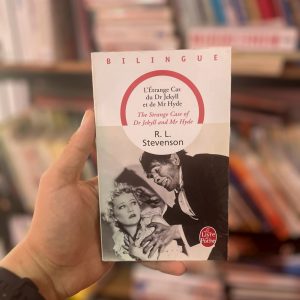 BILINGUE
L'Étrange Cas
du Dr Jekyll
et de Mr Hyde
The Strange Case of
Dr Jekyll and Mr Hyde
R. L.
Stevenson
Le Livre
de Poche